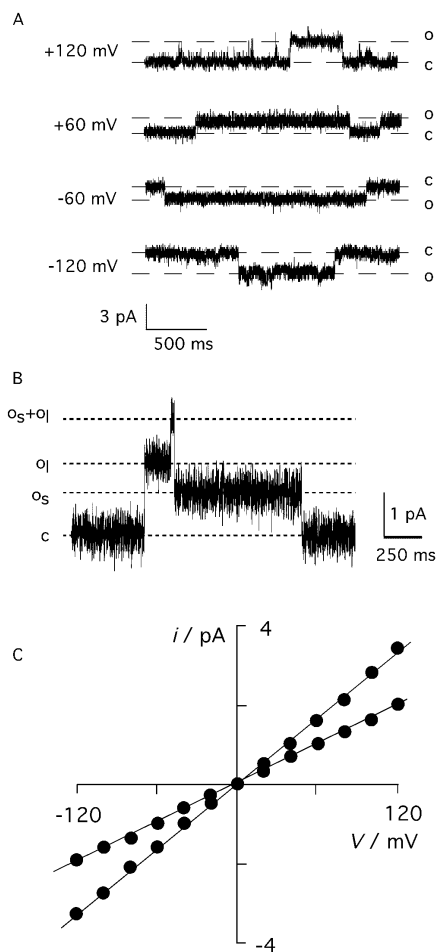 A
+120 mV
o
c
+60 mV
o
c
-60 mV
c
o
-120 mV
c
o
3 pA
500 ms
B
oS+ol
ol
oS
c
1 pA
250 ms
C
i / pA
4
-120
120
V / mV
-4